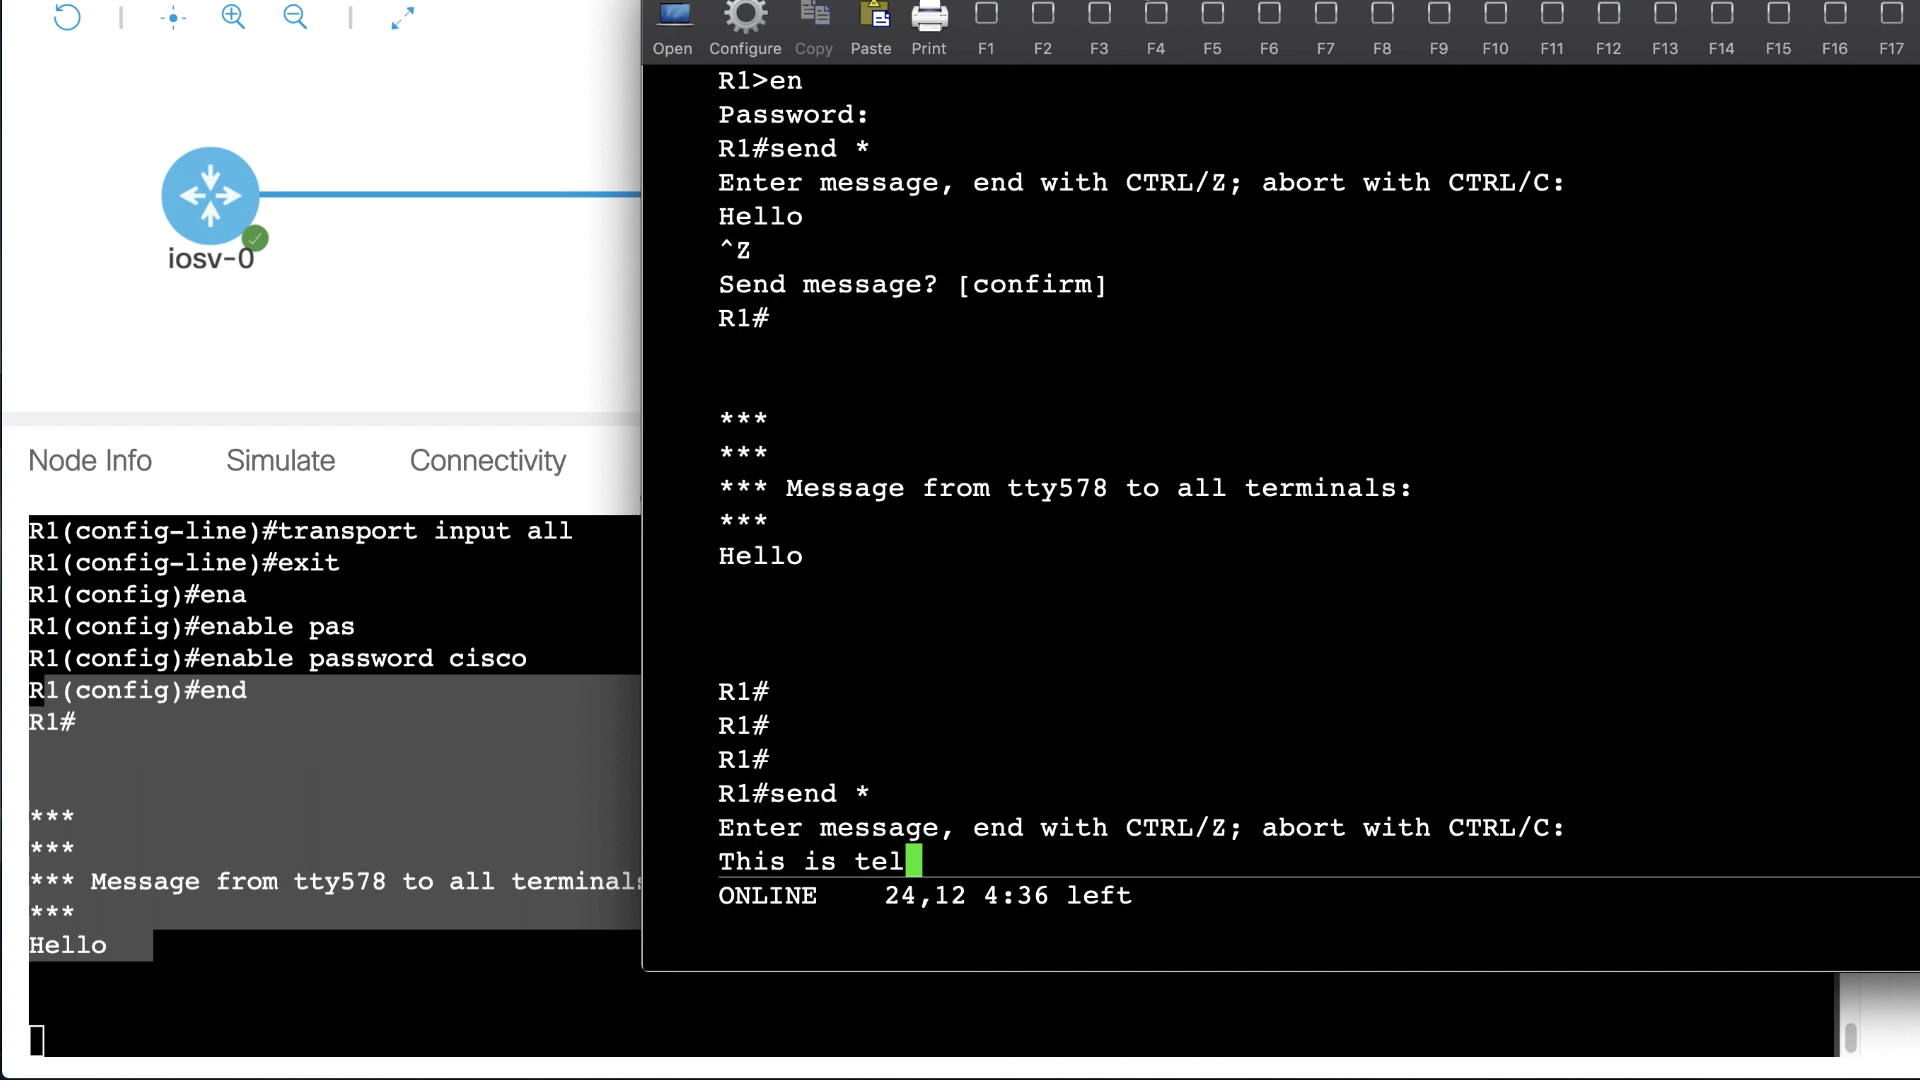 Open Configure Copy Paste Print F1 F2 F3 F4 F5 F6 F7 F8 F9 F10 F11 F12 F13 F14 F15 F16 F17
iosv-0
Node Info Simulate Connectivity
R1(config-line)#transport input all
R1(config-line)#exit
R1(config)#ena
R1(config)#enable pas
R1(config)#enable password cisco
R1(config)#end
R1#
***
***
*** Message from tty578 to all terminals
***
Hello
R1>en
Password:
R1#send *
Enter message, end with CTRL/Z; abort with CTRL/C:
Hello
^Z
Send message? [confirm]
R1#
***
***
*** Message from tty578 to all terminals:
***
Hello
R1#
R1#
R1#
R1#send *
Enter message, end with CTRL/Z; abort with CTRL/C:
This is tel
ONLINE 24,12 4:36 left